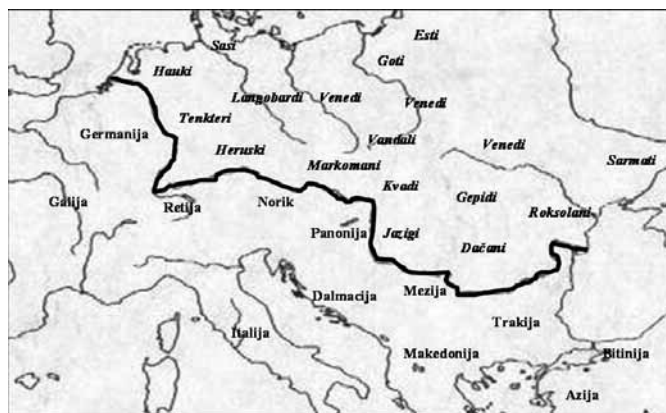 Esti
Sasi
Goti
Hauki
Langobardi
Venedi
Venedi
Tenkteri
Germanija
Vandali
Heruski
Venedi
Markomani
Sarmati
Kvadi
Gepidi
Galija
Retija
Norik
Roksolani
Panonija
Jazigi
Dačani
Dalmacija
Mezija
Trakija
Italija
Makedonija
Bitinija
Azija